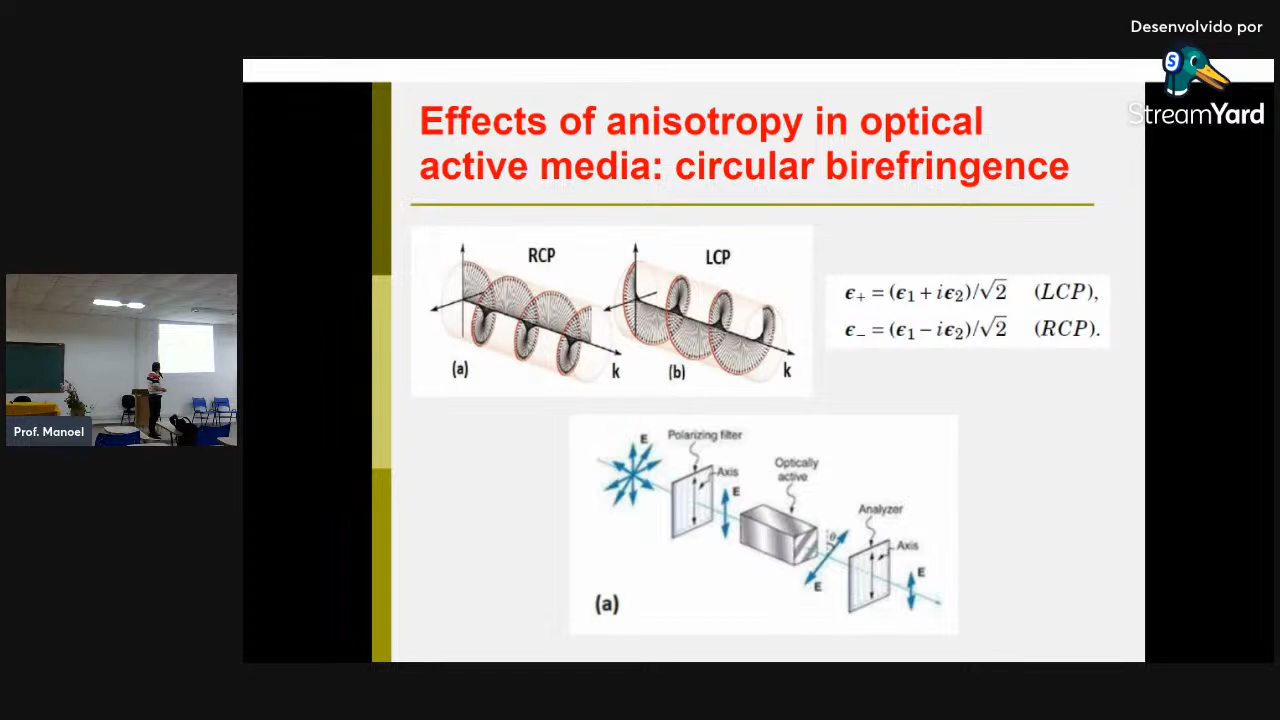 Desenvolvido por
StreamYard
Effects of anisotropy in optical
active media: circular birefringence
RCP
LCP
(a)
k
(b)
k
ϵ₊ = (ϵ₁ + iϵ₂)/√2 (LCP),
ϵ₋ = (ϵ₁ − iϵ₂)/√2 (RCP).
E
Polarizing filter
Axis
E
Optically
active
θ
E
Analyzer
Axis
E
(a)
Prof. Manoel